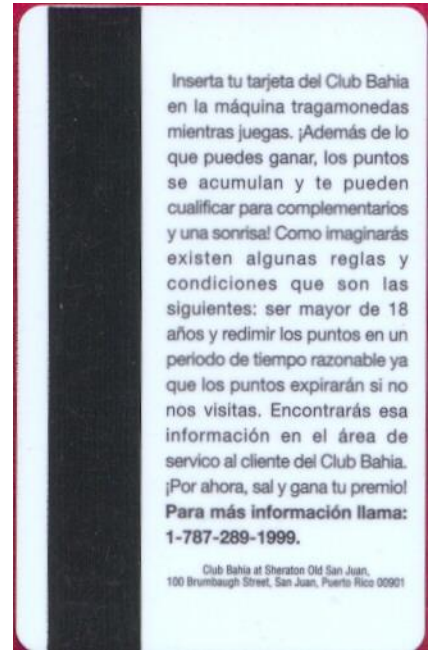 Inserta tu tarjeta del Club Bahia
en la máquina tragamonedas
mientras juegas. ¡Además de lo
que puedes ganar, los puntos
se acumulan y te pueden
cualificar para complementarios
y una sonrisa! Como imaginarás
existen algunas reglas y
condiciones que son las
siguientes: ser mayor de 18
años y redimir los puntos en un
periodo de tiempo razonable ya
que los puntos expirarán si no
nos visitas. Encontrarás esa
información en el área de
servico al cliente del Club Bahia.
¡Por ahora, sal y gana tu premio!
Para más información llama:
1-787-289-1999.
Club Bahia at Sheraton Old San Juan,
100 Brumbaugh Street, San Juan, Puerto Rico 00901